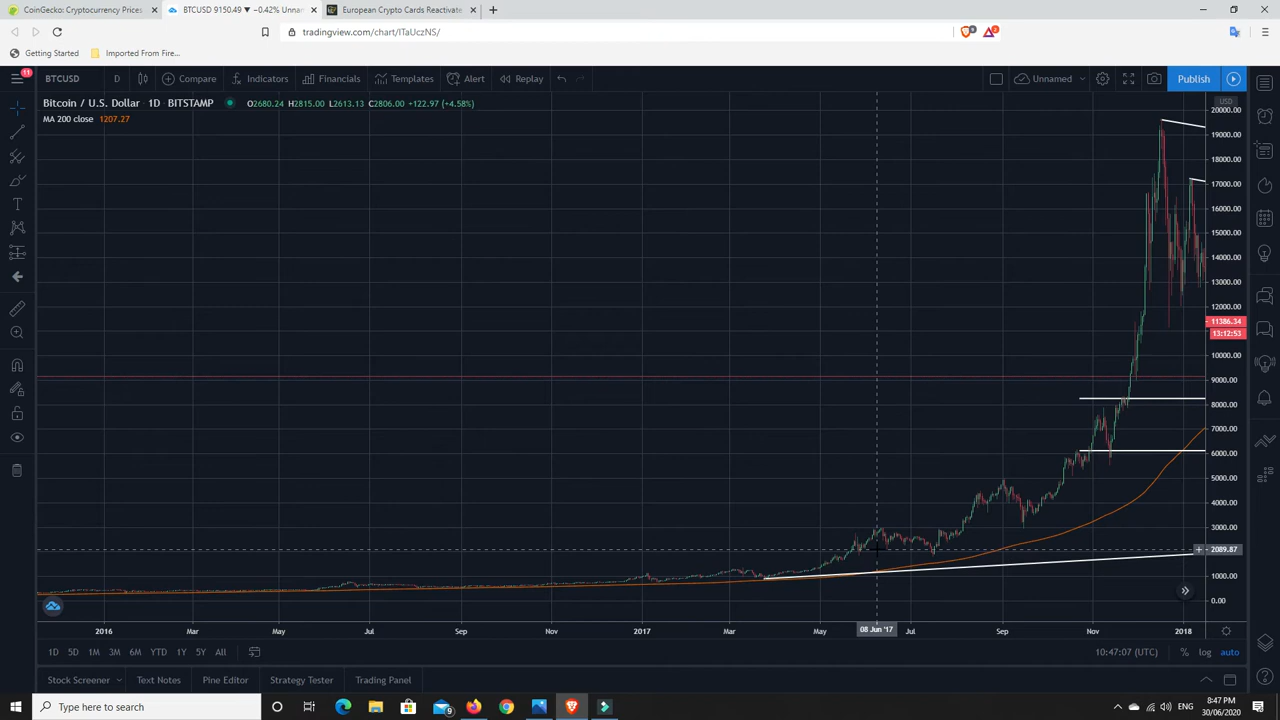 CoinGecko: Cryptocurrency Prices
BTCUSD 9150.49 ▼ −0.42% Unnar
European Crypto Cards Reactivate
tradingview.com/chart/ITaUczNS/
Getting Started
Imported From Fire...
11
BTCUSD
D
Compare
Indicators
Financials
Templates
Alert
Replay
Unnamed
Publish
Bitcoin / U.S. Dollar 1D BITSTAMP
O2680.24 H2815.00 L2613.13 C2806.00 +122.97 (+4.58%)
MA 200 close 1207.27
USD
20000.00
19000.00
18000.00
17000.00
16000.00
15000.00
14000.00
13000.00
12000.00
11386.34
13:12:53
10000.00
9000.00
8000.00
7000.00
6000.00
5000.00
4000.00
3000.00
2089.87
1000.00
0.00
2016 Mar May Jul Sep Nov 2017 Mar May 08 Jun '17 Jul Sep Nov 2018
1D 5D 1M 3M 6M YTD 1Y 5Y All
10:47:07 (UTC) % log auto
Stock Screener Text Notes Pine Editor Strategy Tester Trading Panel
Type here to search
ENG
8:47 PM
30/06/2020